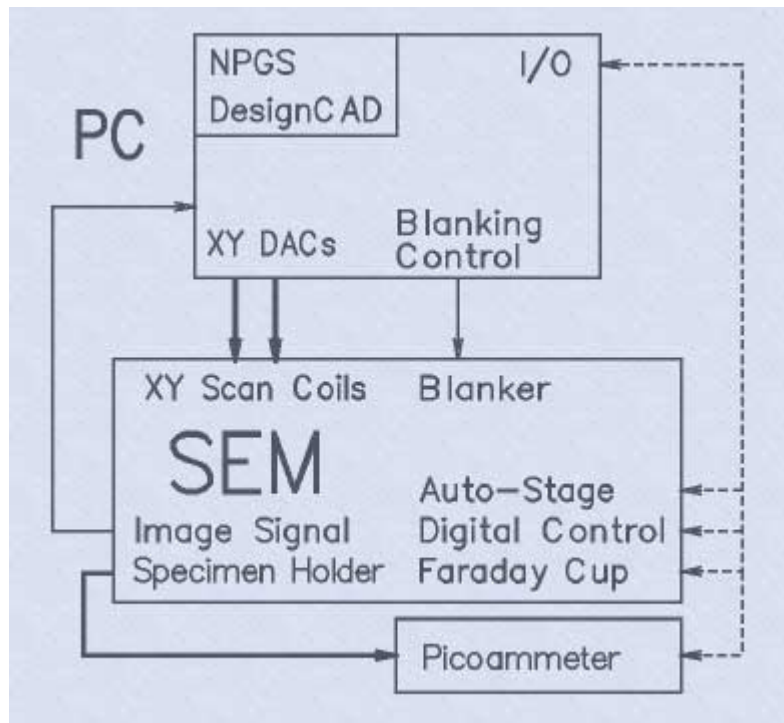 NPGS
DesignCAD
I/O
PC
XY DACs
Blanking
Control
XY Scan Coils
Blanker
SEM
Auto-Stage
Image Signal
Digital Control
Specimen Holder
Faraday Cup
Picoammeter